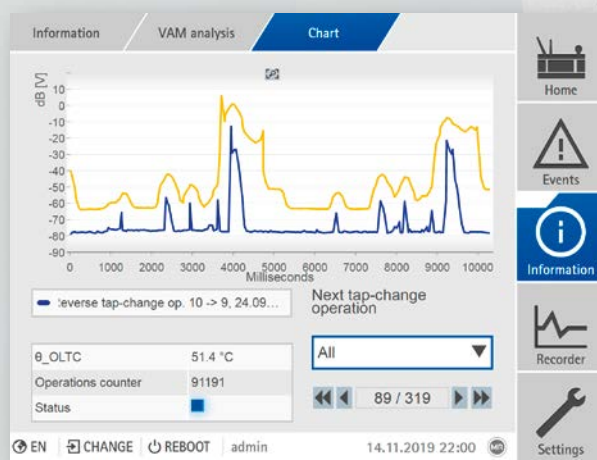 Information
VAM analysis
Chart
dB [V]
10
0
-10
-20
-30
-40
-50
-60
-70
-80
-90
0
1000
2000
3000
4000
5000
6000
7000
8000
9000
10000
Milliseconds
everse tap-change op. 10 -> 9, 24.09...
Next tap-change
operation
All
θ_OLTC 51.4 °C
Operations counter 91191
Status
89 / 319
EN CHANGE REBOOT admin 14.11.2019 22:00 MR
Home
Events
Information
Recorder
Settings